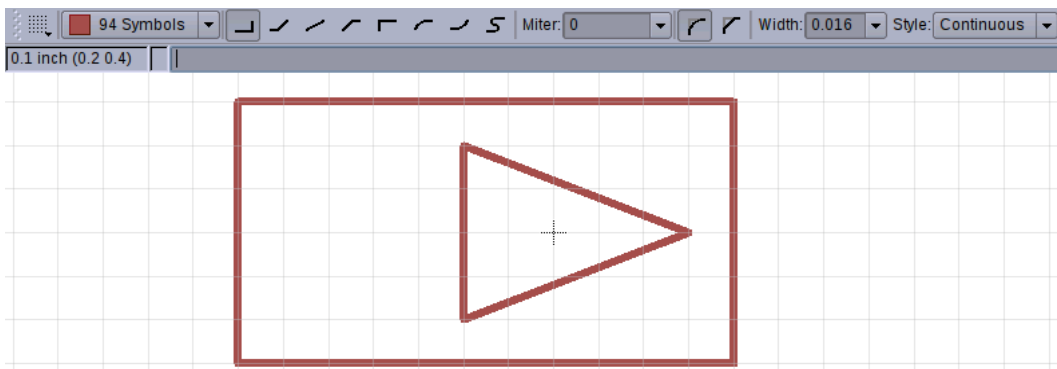 94 Symbols Miter: 0 Width: 0.016 Style: Continuous
0.1 inch (0.2 0.4)